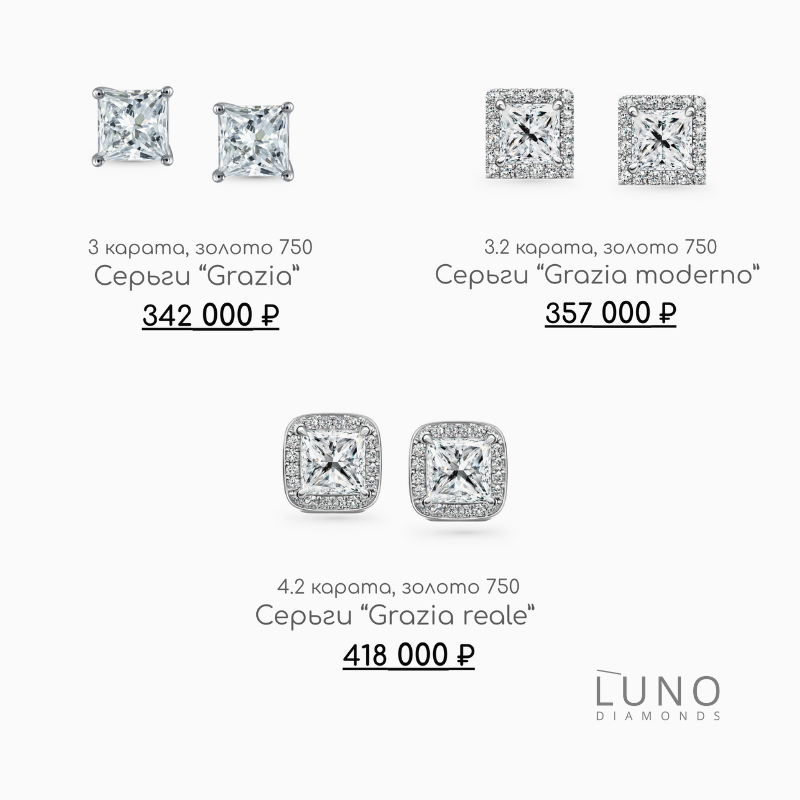 3 карата, золото 750
Серьги “Grazia”
342 000 ₽
3.2 карата, золото 750
Серьги “Grazia moderno”
357 000 ₽
4.2 карата, золото 750
Серьги “Grazia reale”
418 000 ₽
LUNO
DIAMONDS